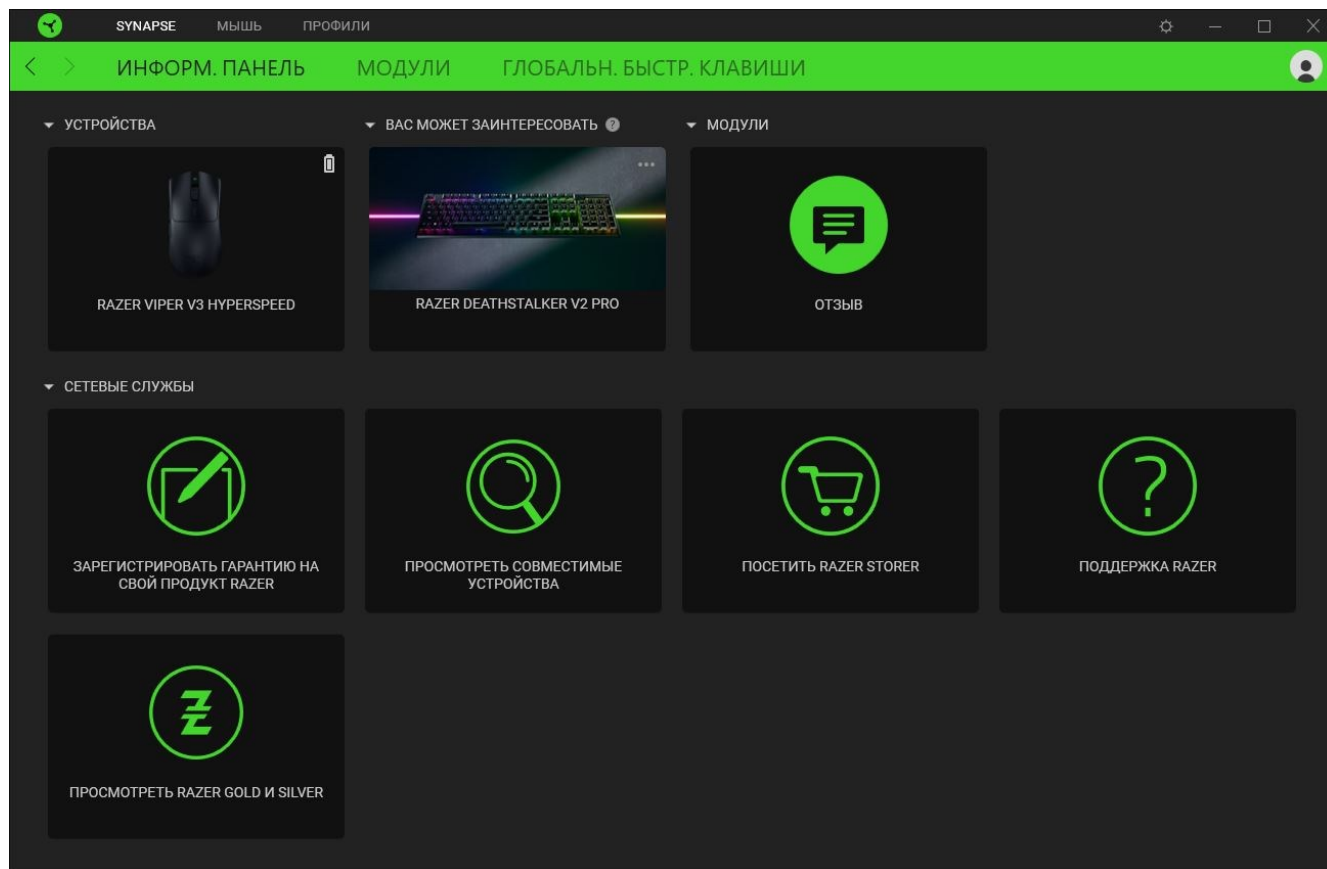 SYNAPSE МЫШЬ ПРОФИЛИ
ИНФОРМ. ПАНЕЛЬ МОДУЛИ ГЛОБАЛЬН. БЫСТР. КЛАВИШИ
УСТРОЙСТВА
ВАС МОЖЕТ ЗАИНТЕРЕСОВАТЬ ?
МОДУЛИ
RAZER VIPER V3 HYPERSPEED
RAZER DEATHSTALKER V2 PRO
ОТЗЫВ
СЕТЕВЫЕ СЛУЖБЫ
ЗАРЕГИСТРИРОВАТЬ ГАРАНТИЮ НА
СВОЙ ПРОДУКТ RAZER
ПРОСМОТРЕТЬ СОВМЕСТИМЫЕ
УСТРОЙСТВА
ПОСЕТИТЬ RAZER STORER
ПОДДЕРЖКА RAZER
ПРОСМОТРЕТЬ RAZER GOLD И SILVER